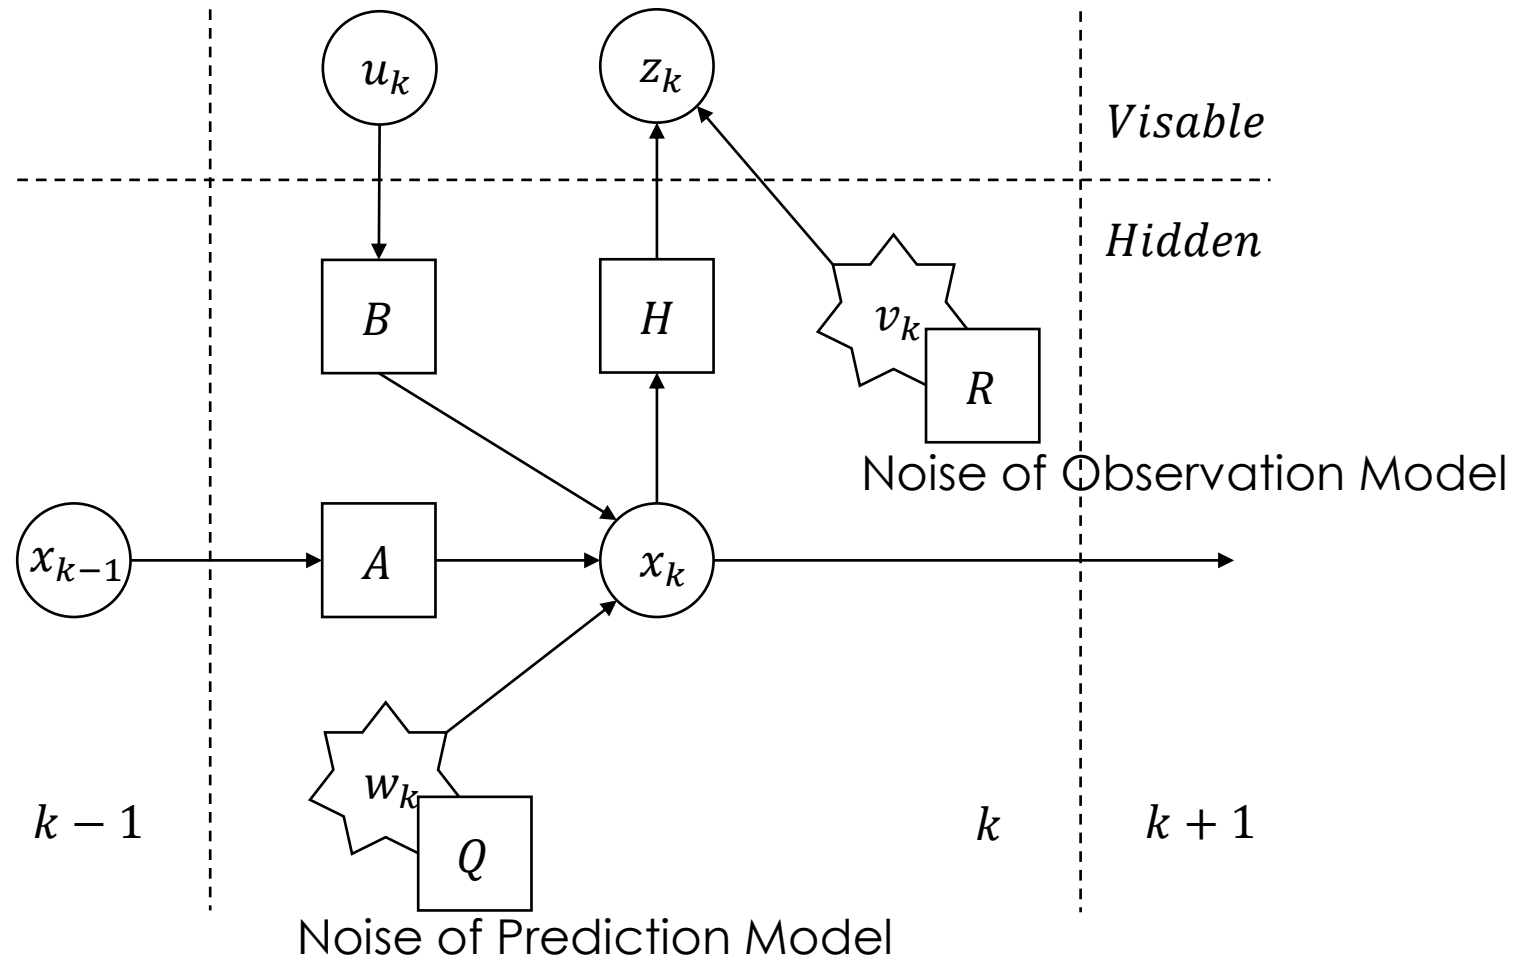 u_k
z_k
Visable
Hidden
B
H
v_k
R
Noise of Observation Model
x_{k−1}
A
x_k
w_k
Q
k − 1
k
k + 1
Noise of Prediction Model